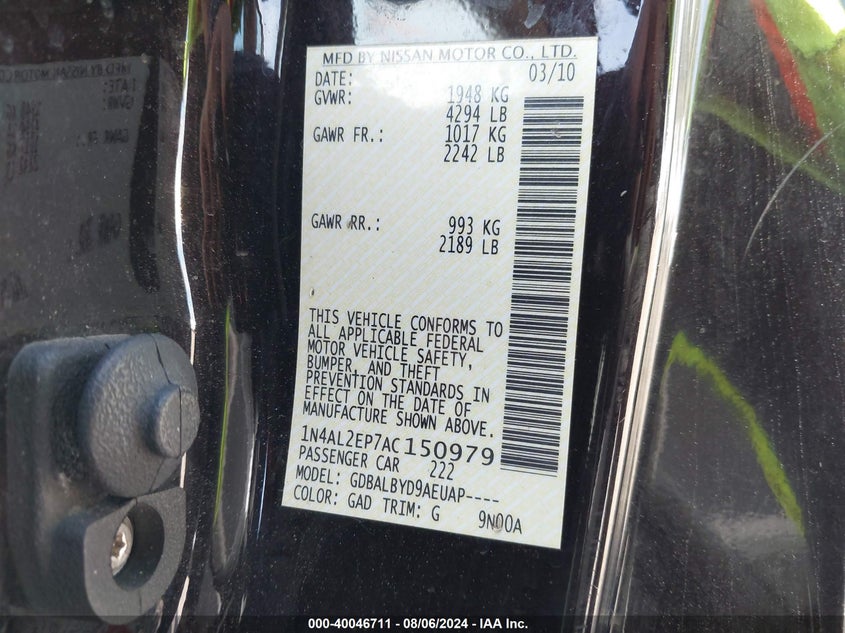 MFD BY NISSAN MOTOR CO., LTD.
DATE: 03/10
GVWR: 1948 KG
4294 LB
GAWR FR.: 1017 KG
2242 LB
GAWR RR.: 993 KG
2189 LB
THIS VEHICLE CONFORMS TO
ALL APPLICABLE FEDERAL
MOTOR VEHICLE SAFETY,
BUMPER, AND THEFT
PREVENTION STANDARDS IN
EFFECT ON THE DATE OF
MANUFACTURE SHOWN ABOVE.
1N4AL2EP7AC150979
PASSENGER CAR 222
MODEL: GDBALBYD9AEUAP----
COLOR: GAD TRIM: G 9N00A
000-40046711 - 08/06/2024 - IAA Inc.